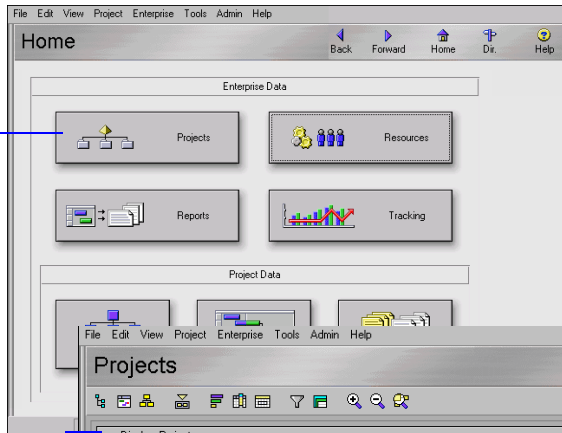 File Edit View Project Enterprise Tools Admin Help
Home
Back Forward Home Dir. Help
Enterprise Data
Projects Resources
Reports Tracking
Project Data
File Edit View Project Enterprise Tools Admin Help
Projects